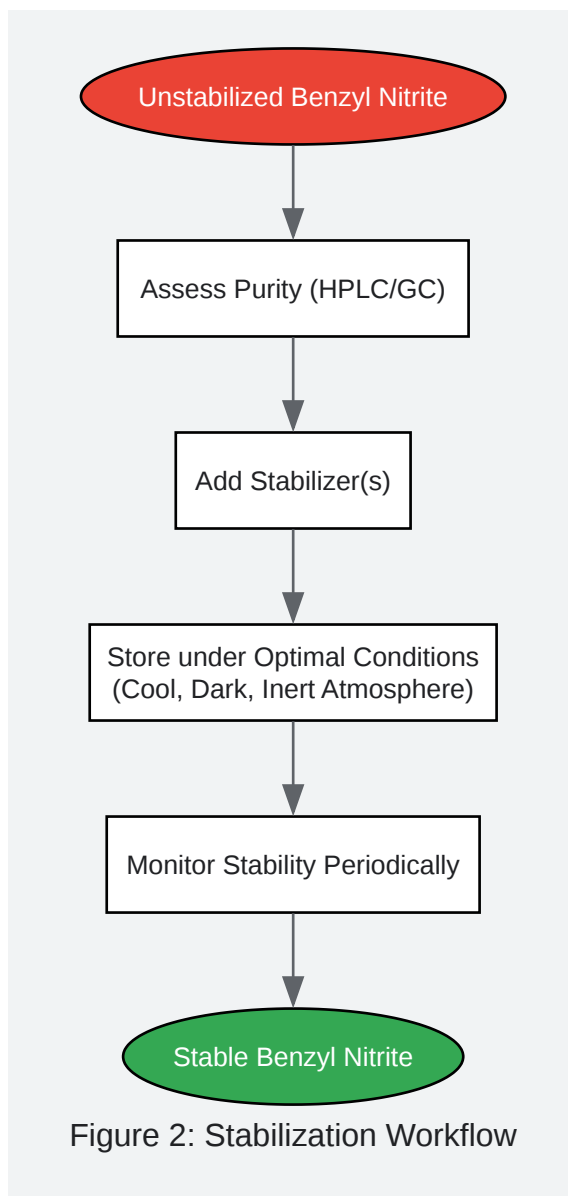 Unstabilized Benzyl Nitrite
Assess Purity (HPLC/GC)
Add Stabilizer(s)
Store under Optimal Conditions
(Cool, Dark, Inert Atmosphere)
Monitor Stability Periodically
Stable Benzyl Nitrite
Figure 2: Stabilization Workflow